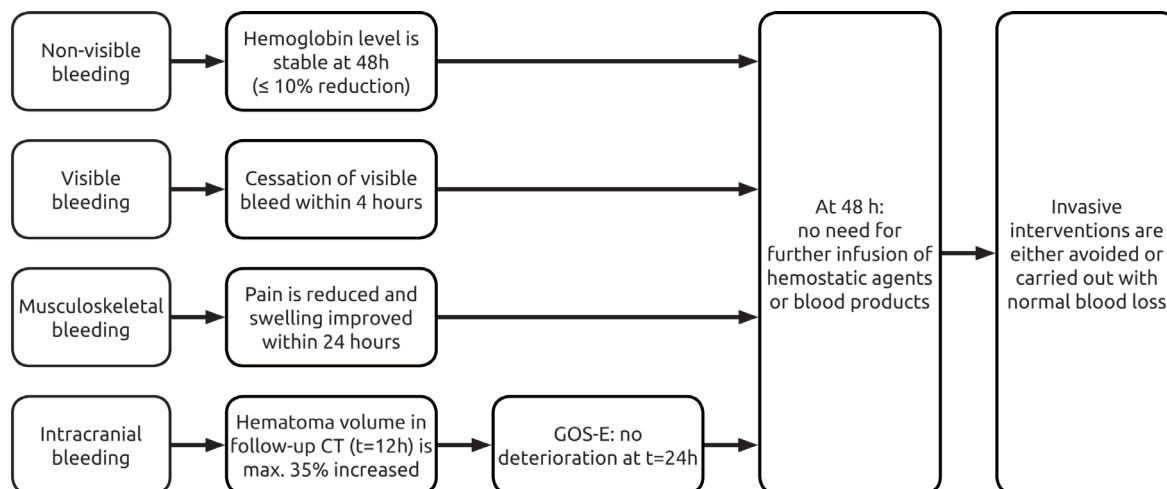 Non-visible
bleeding
Hemoglobin level is
stable at 48h
(≤ 10% reduction)
Visible
bleeding
Cessation of visible
bleed within 4 hours
Musculoskeletal
bleeding
Pain is reduced and
swelling improved
within 24 hours
Intracranial
bleeding
Hematoma volume in
follow-up CT (t=12h) is
max. 35% increased
GOS-E: no
deterioration at t=24h
At 48 h:
no need for
further infusion of
hemostatic agents
or blood products
Invasive
interventions are
either avoided or
carried out with
normal blood loss